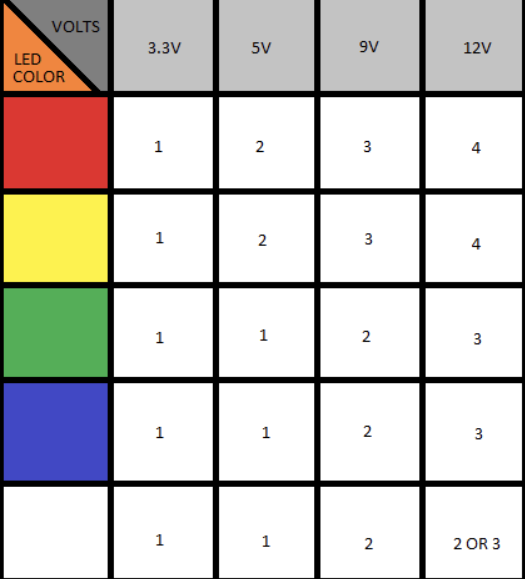 VOLTS
LED
COLOR
3.3V 5V 9V 12V
1 2 3 4
1 2 3 4
1 1 2 3
1 1 2 3
1 1 2 2 OR 3